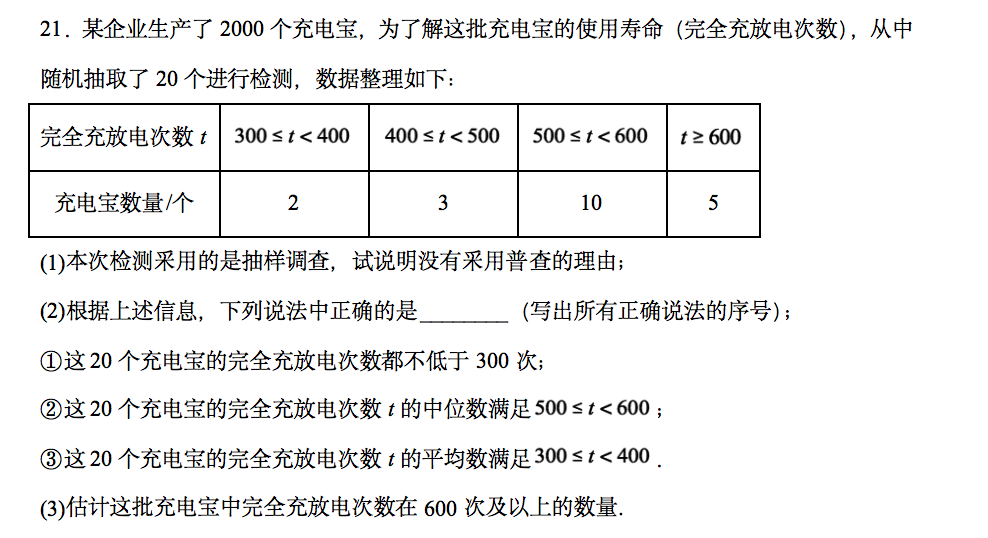 21．某企业生产了 2000 个充电宝，为了解这批充电宝的使用寿命（完全充放电次数），从中
随机抽取了 20 个进行检测，数据整理如下：
完全充放电次数 t 300 ≤ t < 400 400 ≤ t < 500 500 ≤ t < 600 t ≥ 600
充电宝数量/个 2 3 10 5
(1)本次检测采用的是抽样调查，试说明没有采用普查的理由；
(2)根据上述信息，下列说法中正确的是________（写出所有正确说法的序号）；
①这 20 个充电宝的完全充放电次数都不低于 300 次；
②这 20 个充电宝的完全充放电次数 t 的中位数满足 500 ≤ t < 600；
③这 20 个充电宝的完全充放电次数 t 的平均数满足 300 ≤ t < 400．
(3)估计这批充电宝中完全充放电次数在 600 次及以上的数量．